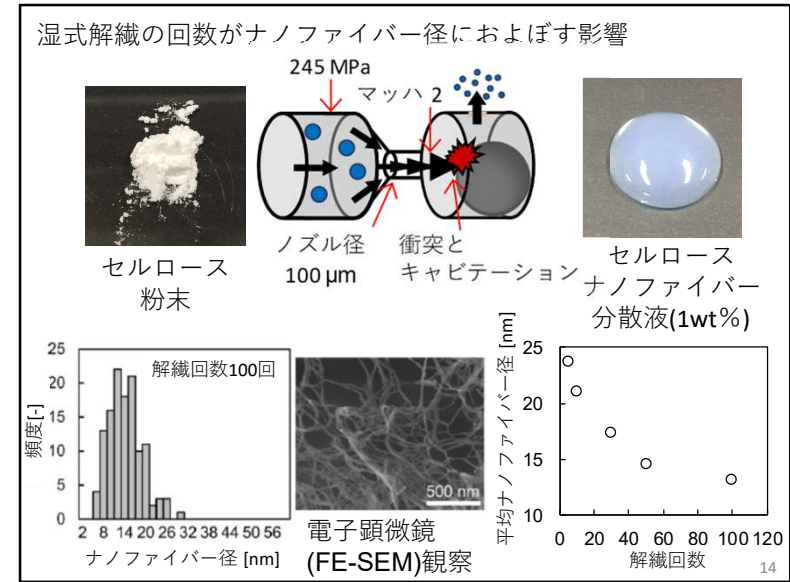 湿式解繊の回数がナノファイバー径におよぼす影響
245 MPa
マッハ 2
ノズル径
100 μm
衝突と
キャビテーション
セルロース
粉末
セルロース
ナノファイバー
分散液(1wt%)
頻度[-]
25
20
15
10
5
0
解繊回数100回
2 8 14 20 26 32 38 44 50 56
ナノファイバー径 [nm]
500 nm
電子顕微鏡
(FE-SEM)観察
平均ナノファイバー径 [nm]
25
20
15
10
0 20 40 60 80 100 120
解繊回数
14